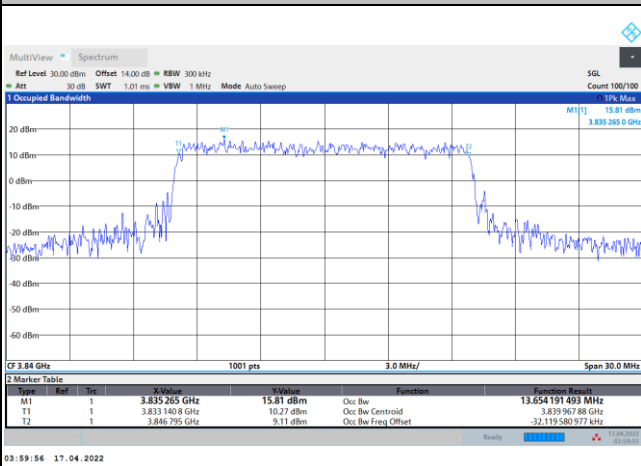 MultiView Spectrum
Ref Level 30.00 dBm Offset 14.00 dB RBW 300 kHz SGL
Att 30 dB SWT 1.01 ms VBW 1 MHz Mode Auto Sweep Count 100/100
1 Occupied Bandwidth 1Pk Max
M1[1] 15.81 dBm
3.835 265 0 GHz
20 dBm
T1 M1 T2
10 dBm
0 dBm
-10 dBm
-20 dBm
-30 dBm
-40 dBm
-50 dBm
-60 dBm
CF 3.84 GHz 1001 pts 3.0 MHz/ Span 30.0 MHz
2 Marker Table
Type Ref Trc X-Value Y-Value Function Function Result
M1 1 3.835 265 GHz 15.81 dBm Occ Bw 13.654 191 493 MHz
T1 1 3.833 140 8 GHz 10.27 dBm Occ Bw Centroid 3.839 967 88 GHz
T2 1 3.846 795 GHz 9.11 dBm Occ Bw Freq Offset -32.119 580 977 kHz
Ready 17.04.2022
03:59:55
03:59:56 17.04.2022